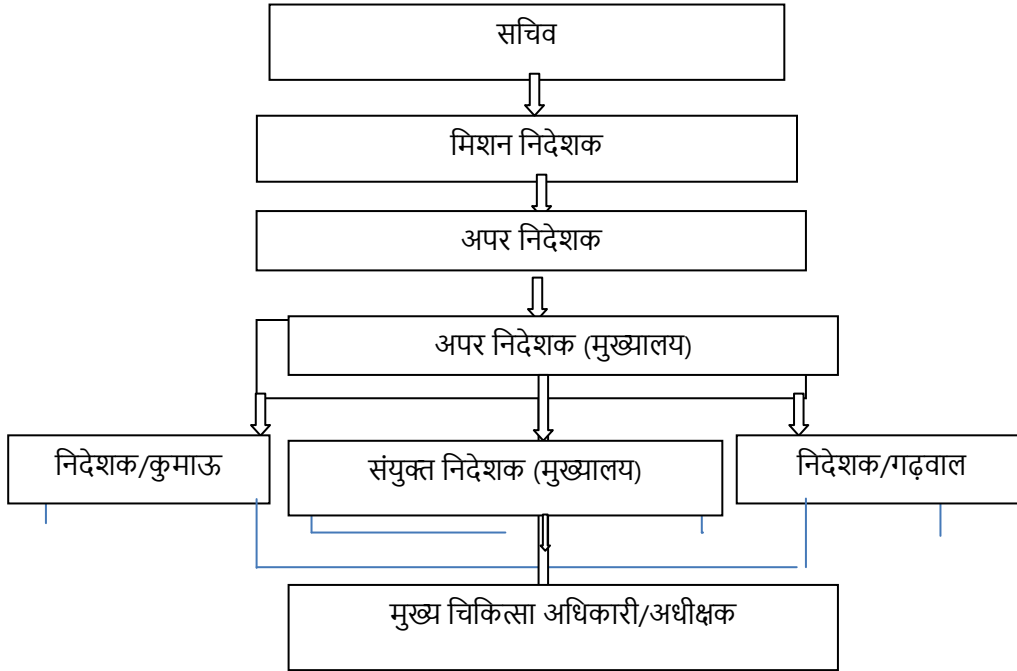 सचिव
मिशन निदेशक
अपर निदेशक
अपर निदेशक (मुख्यालय)
निदेशक/कुमाऊ
संयुक्त निदेशक (मुख्यालय)
निदेशक/गढ़वाल
मुख्य चिकित्सा अधिकारी/अधीक्षक